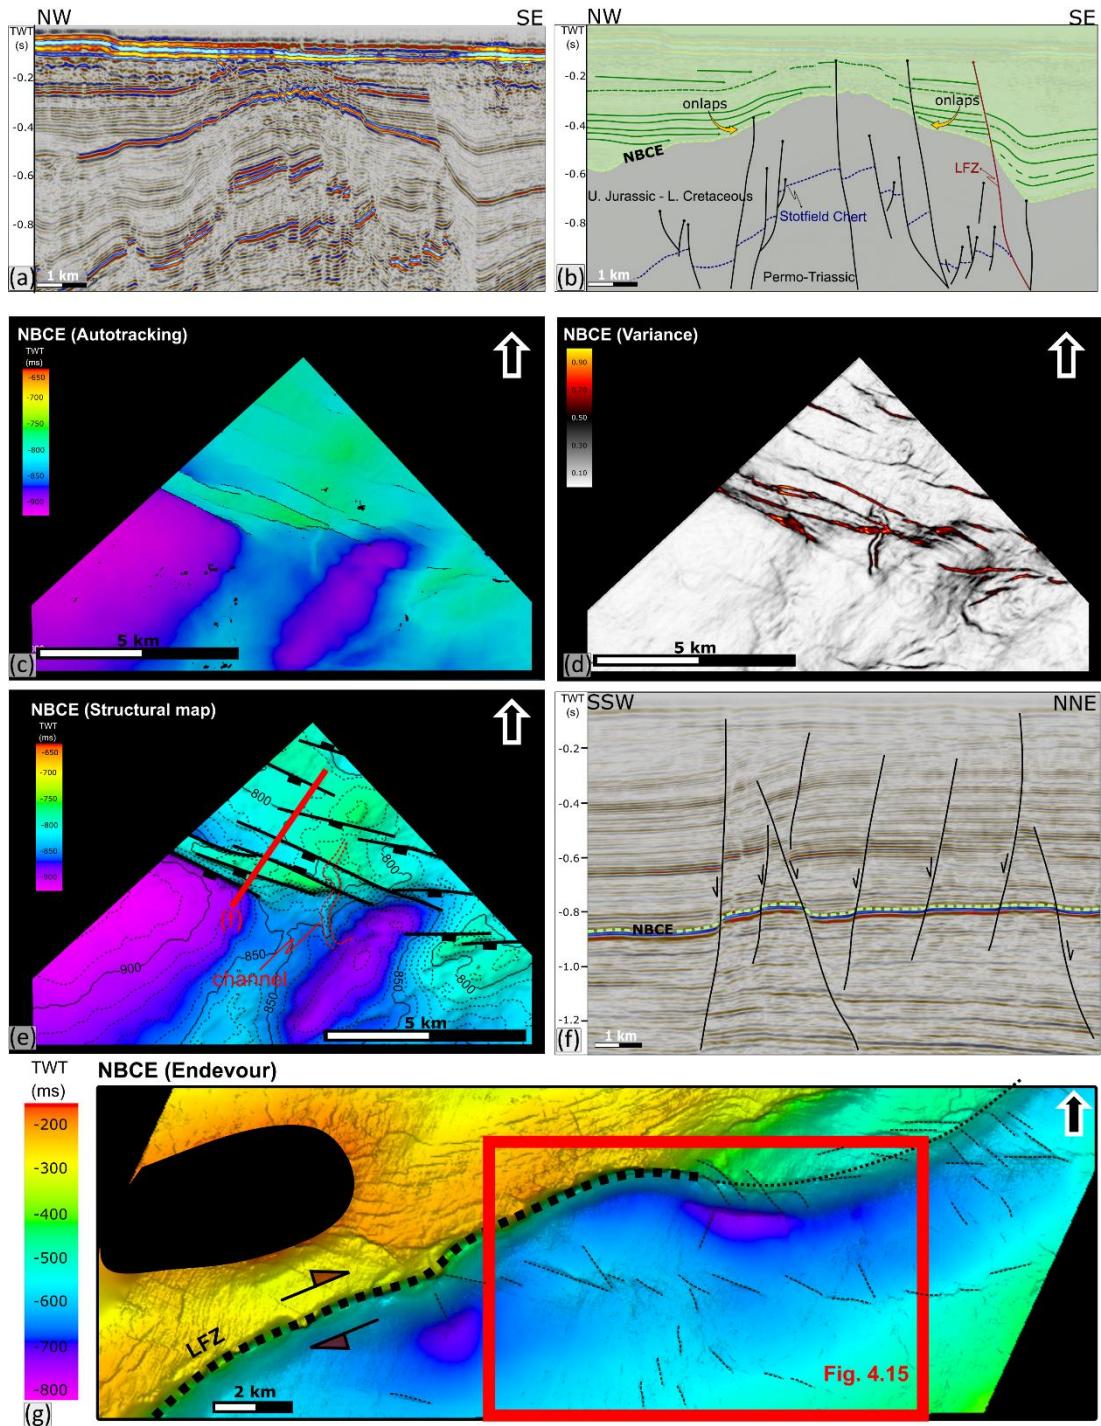 NW SE
TWT
(s)
-0.2
-0.4
-0.6
-0.8
1 km
(a)
NW SE
TWT
(s)
-0.2
-0.4
-0.6
-0.8
onlaps
onlaps
NBCE
LFZ
U. Jurassic - L. Cretaceous
Stotfield Chert
Permo-Triassic
1 km
(b)
NBCE (Autotracking)
TWT
(ms)
-650
-700
-750
-800
-850
-900
5 km
(c)
NBCE (Variance)
0.90
0.70
0.50
0.30
0.10
5 km
(d)
NBCE (Structural map)
TWT
(ms)
-650
-700
-750
-800
-850
-900
-800
-800
(f)
-850
-900
channel
-850
-850
-800
5 km
(e)
TWT
(s)
SSW NNE
-0.2
-0.4
-0.6
-0.8
NBCE
-1.0
-1.2
1 km
(f)
TWT
(ms)
NBCE (Endevour)
-200
-300
-400
-500
-600
-700
-800
LFZ
2 km
Fig. 4.15
(g)